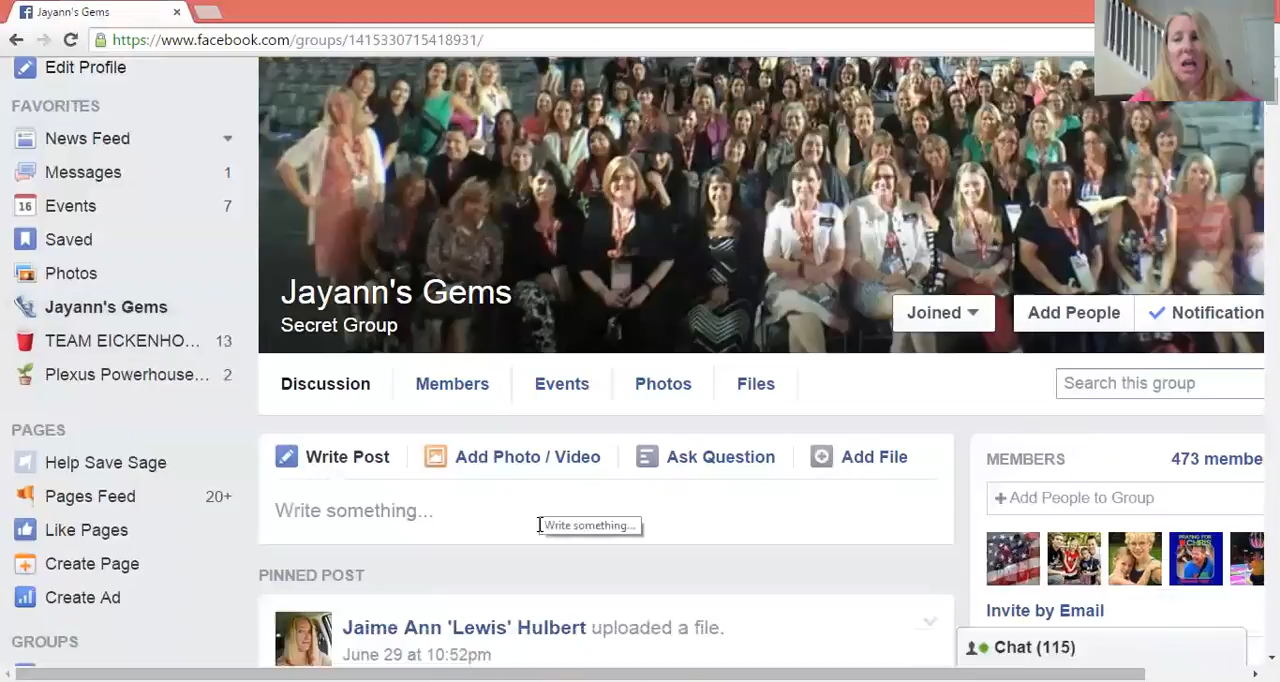 Jayann's Gems
https://www.facebook.com/groups/1415330715418931/
Edit Profile
FAVORITES
News Feed
Messages 1
16 Events 7
Saved
Photos
Jayann's Gems
TEAM EICKENHO... 13
Plexus Powerhouse... 2
PAGES
Help Save Sage
Pages Feed 20+
Like Pages
Create Page
Create Ad
GROUPS
Jayann's Gems
Secret Group
Joined
Add People
Notification
Discussion Members Events Photos Files
Search this group
Write Post Add Photo / Video Ask Question Add File
Write something...
Write something...
PINNED POST
Jaime Ann 'Lewis' Hulbert uploaded a file.
June 29 at 10:52pm
MEMBERS 473 membe
+ Add People to Group
PRAYING FOR
CHRIS
Invite by Email
Chat (115)